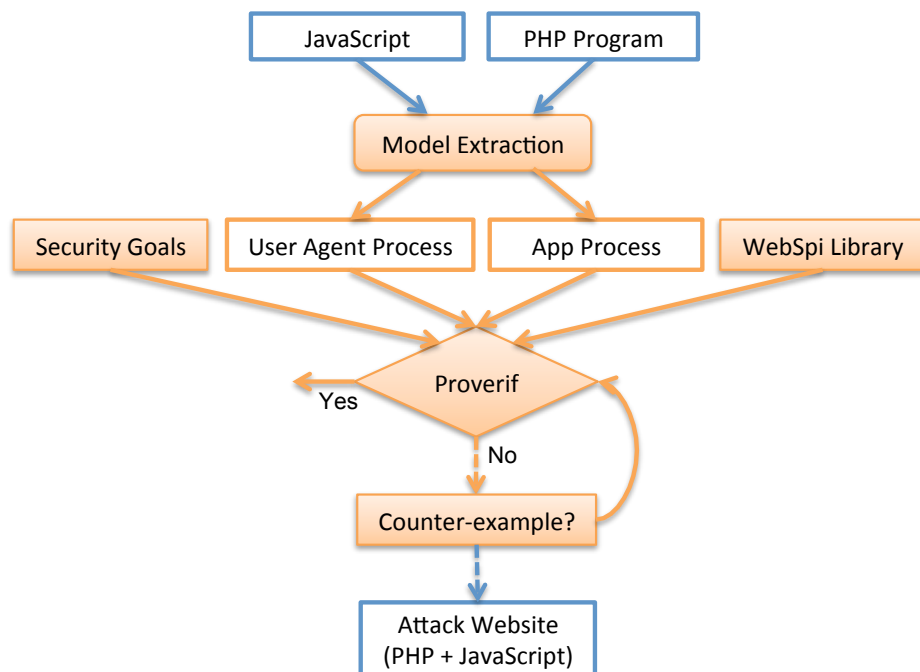 JavaScript
PHP Program
Model Extraction
Security Goals
User Agent Process
App Process
WebSpi Library
Proverif
Yes
No
Counter-example?
Attack Website
(PHP + JavaScript)